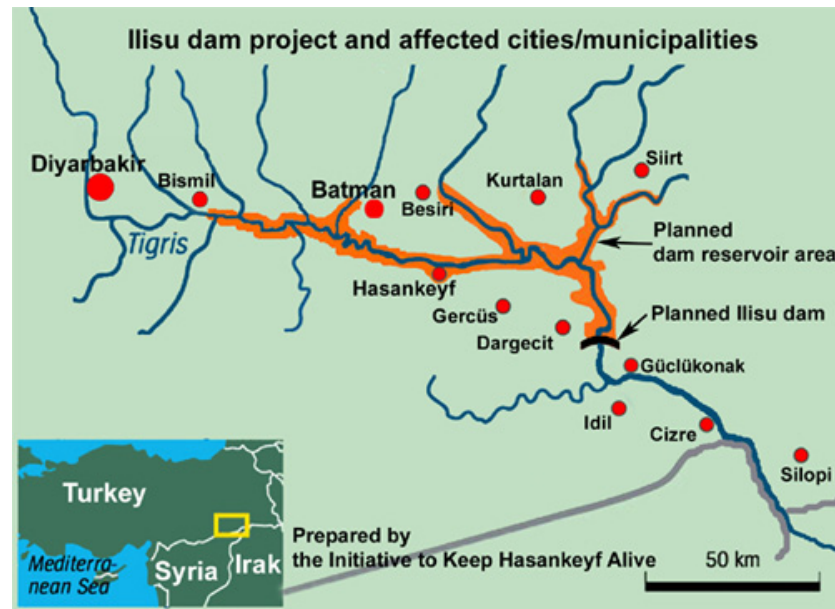 Ilisu dam project and affected cities/municipalities
Diyarbakir
Bismil
Batman
Besiri
Kurtalan
Siirt
Tigris
Planned
dam reservoir area
Hasankeyf
Gercüs
Dargecit
Planned Ilisu dam
Güclükonak
Idil
Cizre
Silopi
Turkey
Mediterra-
nean Sea
Syria
Irak
Prepared by
the Initiative to Keep Hasankeyf Alive
50 km